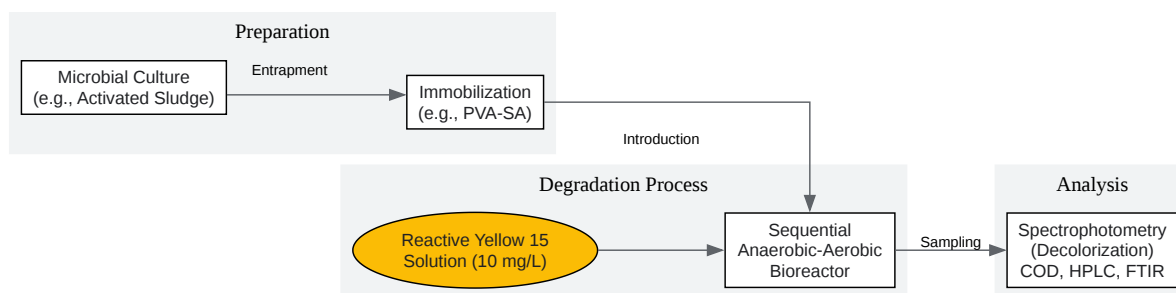 Preparation
Microbial Culture
(e.g., Activated Sludge)
Entrapment
Immobilization
(e.g., PVA-SA)
Introduction
Degradation Process
Reactive Yellow 15
Solution (10 mg/L)
Sequential
Anaerobic-Aerobic
Bioreactor
Sampling
Analysis
Spectrophotometry
(Decolorization)
COD, HPLC, FTIR